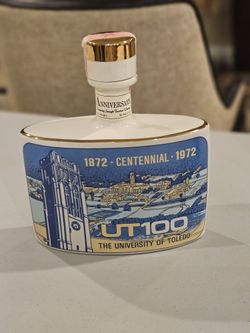 ANNIVERSARY
1872 · CENTENNIAL · 1972
UT100
THE UNIVERSITY OF TOLEDO